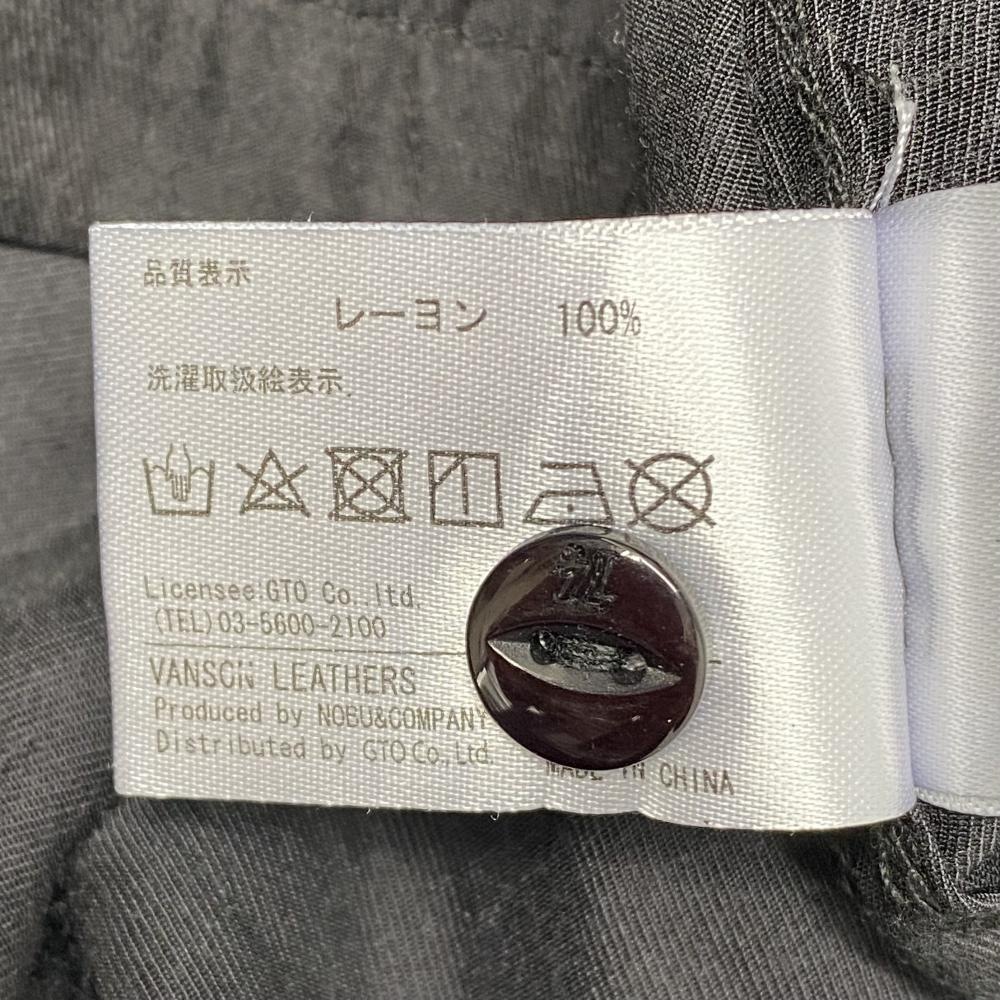 品質表示
レーヨン 100%
洗濯取扱絵表示
Licensee:GTO Co.,ltd.
(TEL)03-5600-2100
VANSON LEATHERS
Produced by NOBU&COMPANY
Distributed by GTO Co., Ltd.
MADE IN CHINA